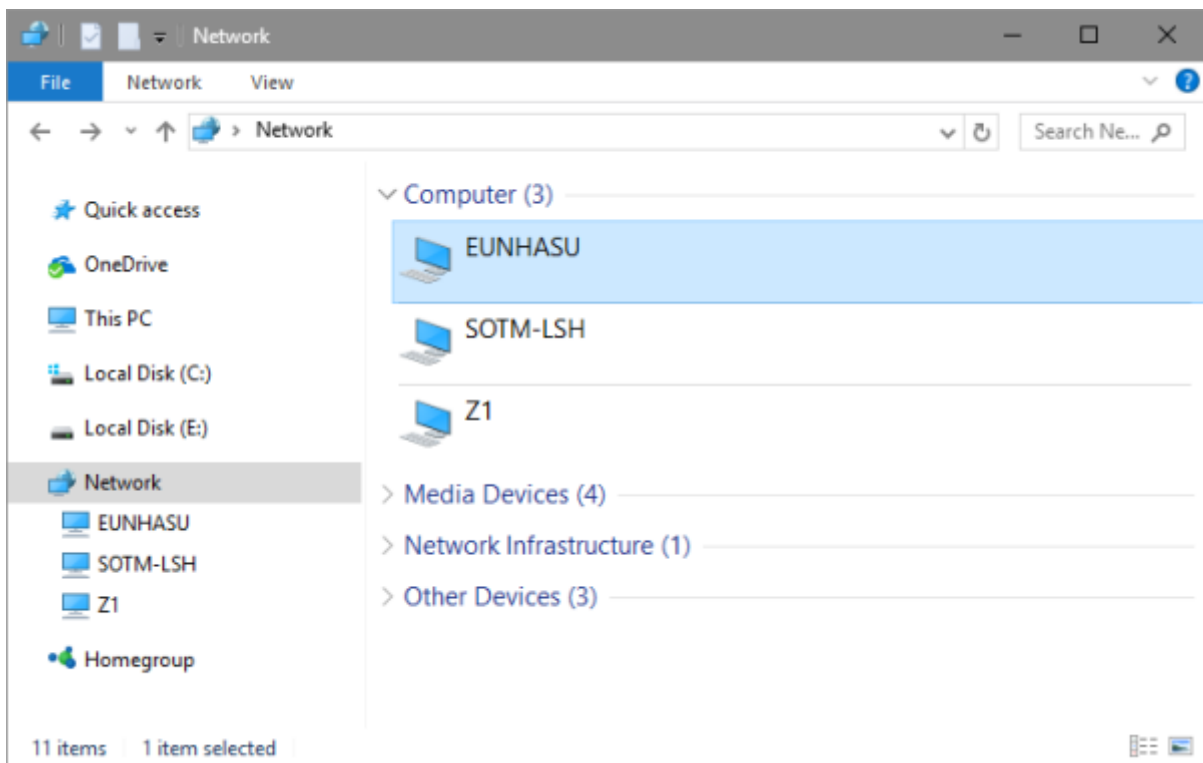 Network
File Network View
Network
Search Ne...
Quick access
OneDrive
This PC
Local Disk (C:)
Local Disk (E:)
Network
EUNHASU
SOTM-LSH
Z1
Homegroup
Computer (3)
EUNHASU
SOTM-LSH
Z1
Media Devices (4)
Network Infrastructure (1)
Other Devices (3)
11 items 1 item selected